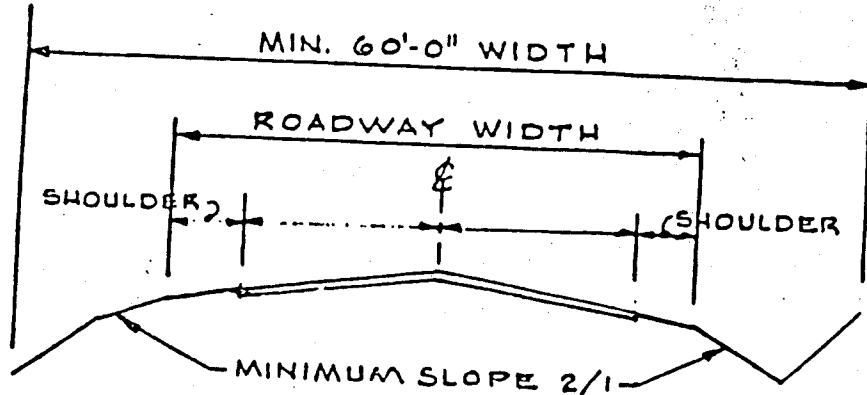 MIN. 60'-0" WIDTH
ROADWAY WIDTH
℄
SHOULDER
SHOULDER
MINIMUM SLOPE 2/1